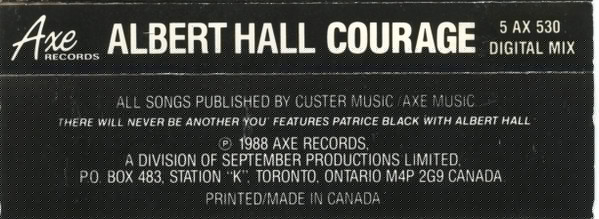 Axe RECORDS ALBERT HALL COURAGE 5 AX 530
DIGITAL MIX
ALL SONGS PUBLISHED BY CUSTER MUSIC / AXE MUSIC
THERE WILL NEVER BE ANOTHER YOU' FEATURES PATRICE BLACK WITH ALBERT HALL
℗ 1988 AXE RECORDS,
A DIVISION OF SEPTEMBER PRODUCTIONS LIMITED,
P.O. BOX 483, STATION "K", TORONTO, ONTARIO M4P 2G9 CANADA
PRINTED/MADE IN CANADA